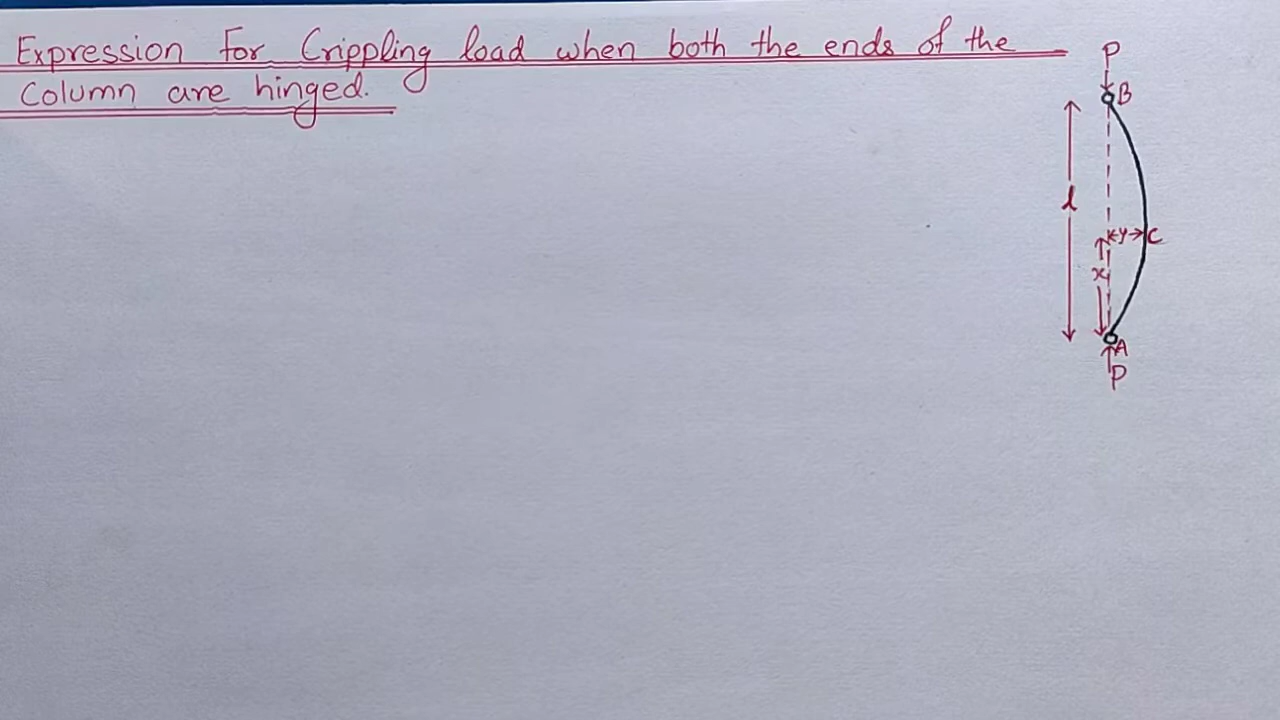 Expression for Crippling load when both the ends of the
Column are hinged.
P
B
l
y
C
x
A
P